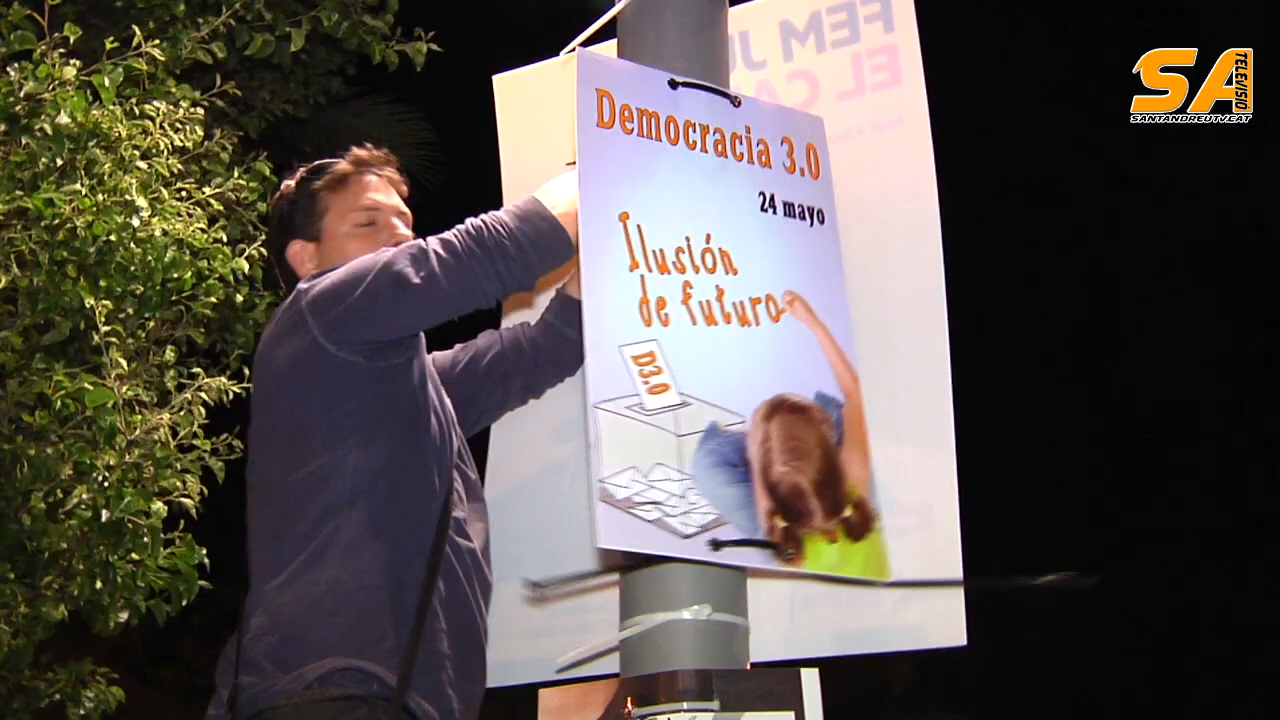 Democracia 3.0
24 mayo
Ilusión
de futuro
D3.0
FEM
EL
SA
TELEVISIÓ
SANTANDREUTV.CAT